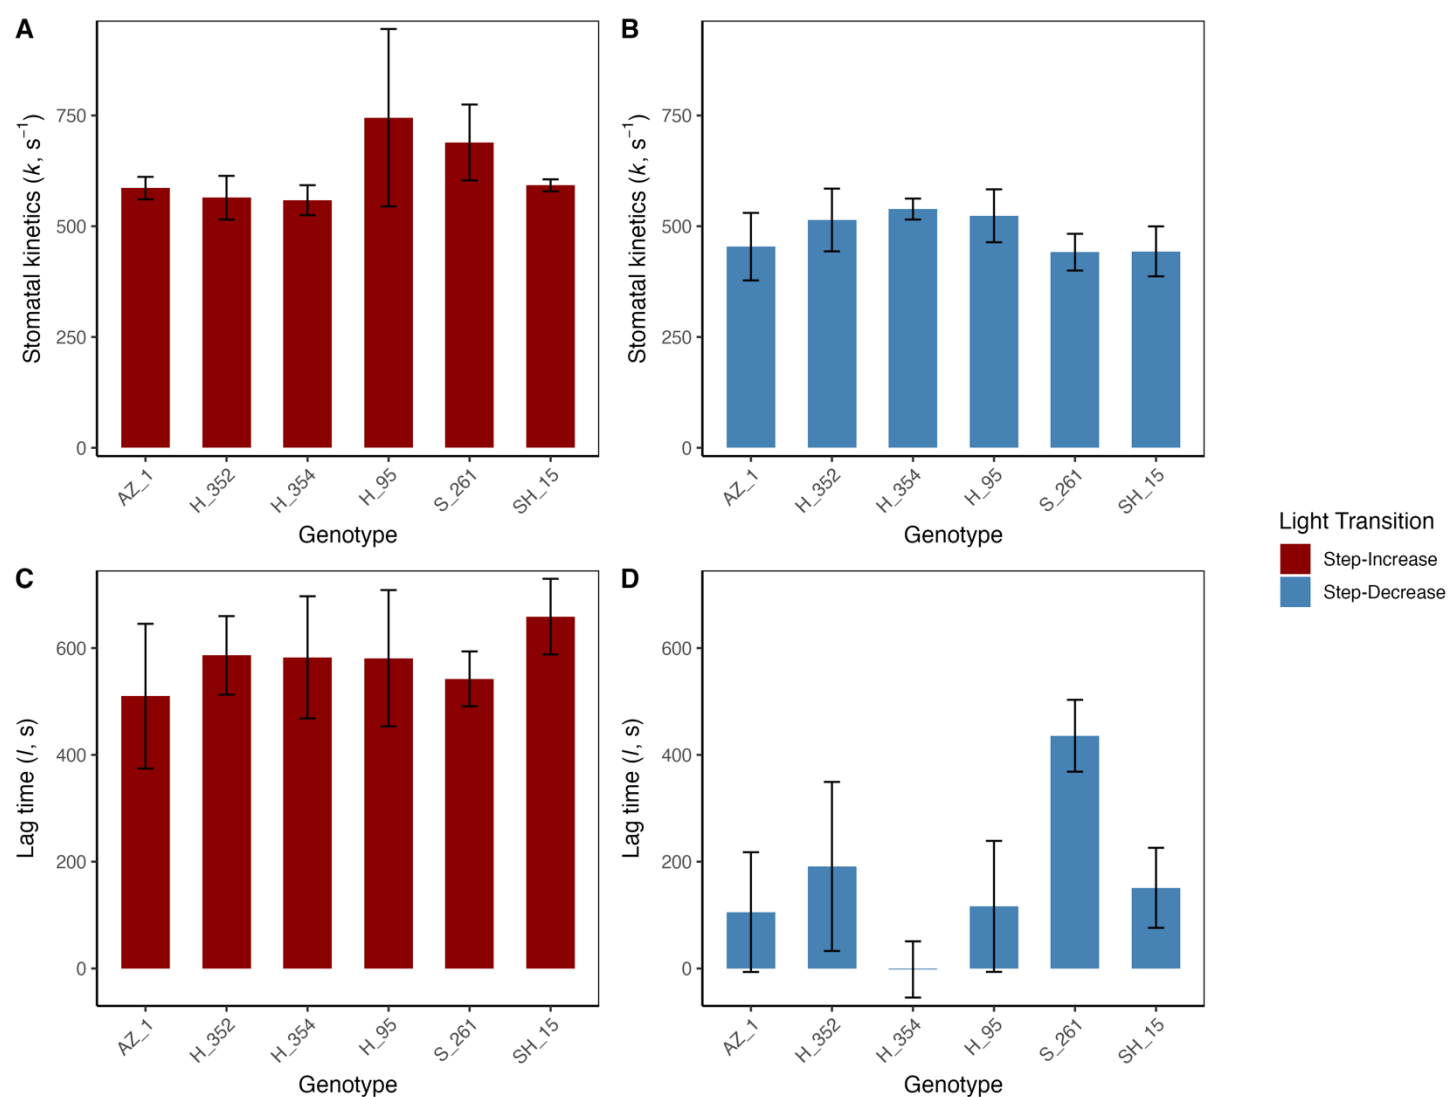 A
Stomatal kinetics (k, s⁻¹)
750
500
250
0
AZ_1
H_352
H_354
H_95
S_261
SH_15
Genotype
B
Stomatal kinetics (k, s⁻¹)
750
500
250
0
AZ_1
H_352
H_354
H_95
S_261
SH_15
Genotype
C
Lag time (l, s)
600
400
200
0
AZ_1
H_352
H_354
H_95
S_261
SH_15
Genotype
D
Lag time (l, s)
600
400
200
0
AZ_1
H_352
H_354
H_95
S_261
SH_15
Genotype
Light Transition
Step-Increase
Step-Decrease